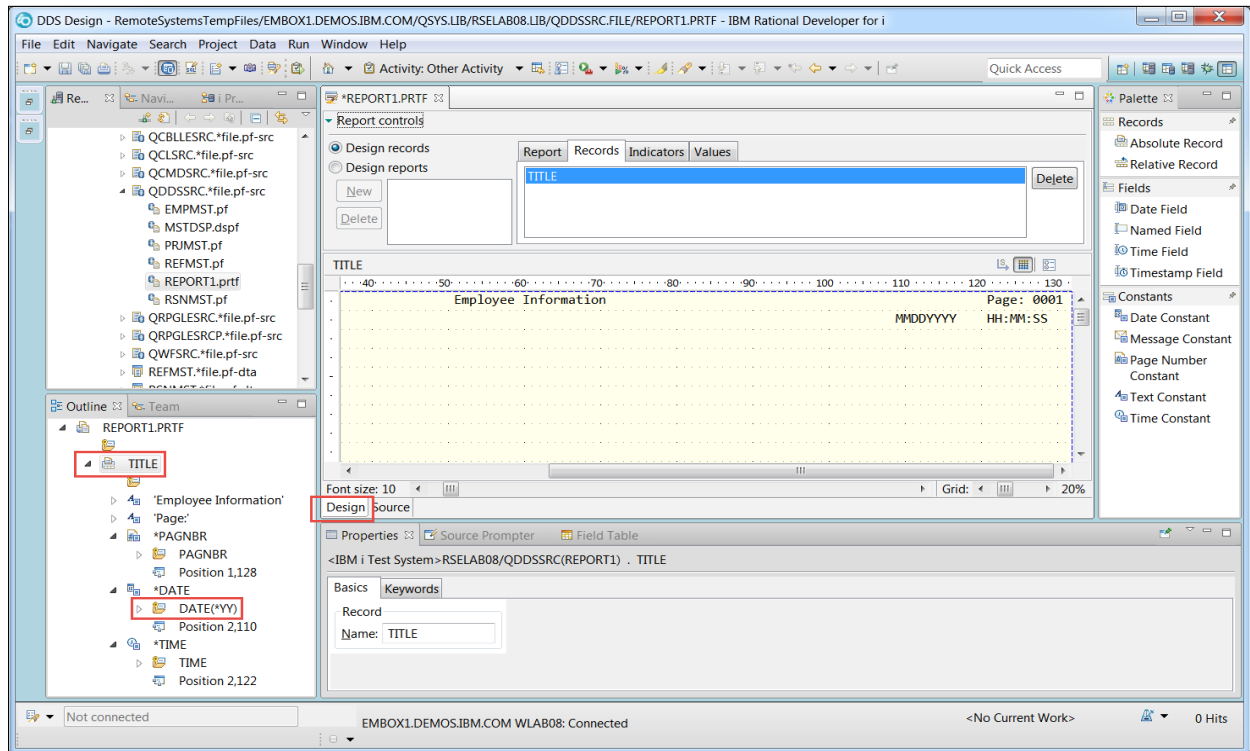 DDS Design - RemoteSystemsTempFiles/EMBOX1.DEMOS.IBM.COM/QSYS.LIB/RSELAB08.LIB/QDDSSRC.FILE/REPORT1.PRTF - IBM Rational Developer for i
File Edit Navigate Search Project Data Run Window Help
Activity: Other Activity
Quick Access
Re... Navi... i Pr...
QCBLLESRC.*file.pf-src
QCLSRC.*file.pf-src
QCMDSRC.*file.pf-src
QDDSSRC.*file.pf-src
EMPMST.pf
MSTDSP.dspf
PRJMST.pf
REFMST.pf
REPORT1.prtf
RSNMST.pf
QRPGLESRC.*file.pf-src
QRPGLESRCP.*file.pf-src
QWFSRC.*file.pf-src
REFMST.*file.pf-dta
Outline Team
REPORT1.PRTF
TITLE
'Employee Information'
'Page:'
*PAGNBR
PAGNBR
Position 1,128
*DATE
DATE(*YY)
Position 2,110
*TIME
TIME
Position 2,122
*REPORT1.PRTF
Report controls
Design records
Design reports
New
Delete
Report Records Indicators Values
TITLE
Delete
TITLE
40 50 60 70 80 90 100 110 120 130
Employee Information Page: 0001
MMDDYYYY HH:MM:SS
Font size: 10 Grid: 20%
Design Source
Properties Source Prompter Field Table
<IBM i Test System>RSELAB08/QDDSSRC(REPORT1) . TITLE
Basics Keywords
Record
Name: TITLE
Palette
Records
Absolute Record
Relative Record
Fields
Date Field
Named Field
Time Field
Timestamp Field
Constants
Date Constant
Message Constant
Page Number
Constant
Text Constant
Time Constant
Not connected
EMBOX1.DEMOS.IBM.COM WLAB08: Connected
<No Current Work>
0 Hits